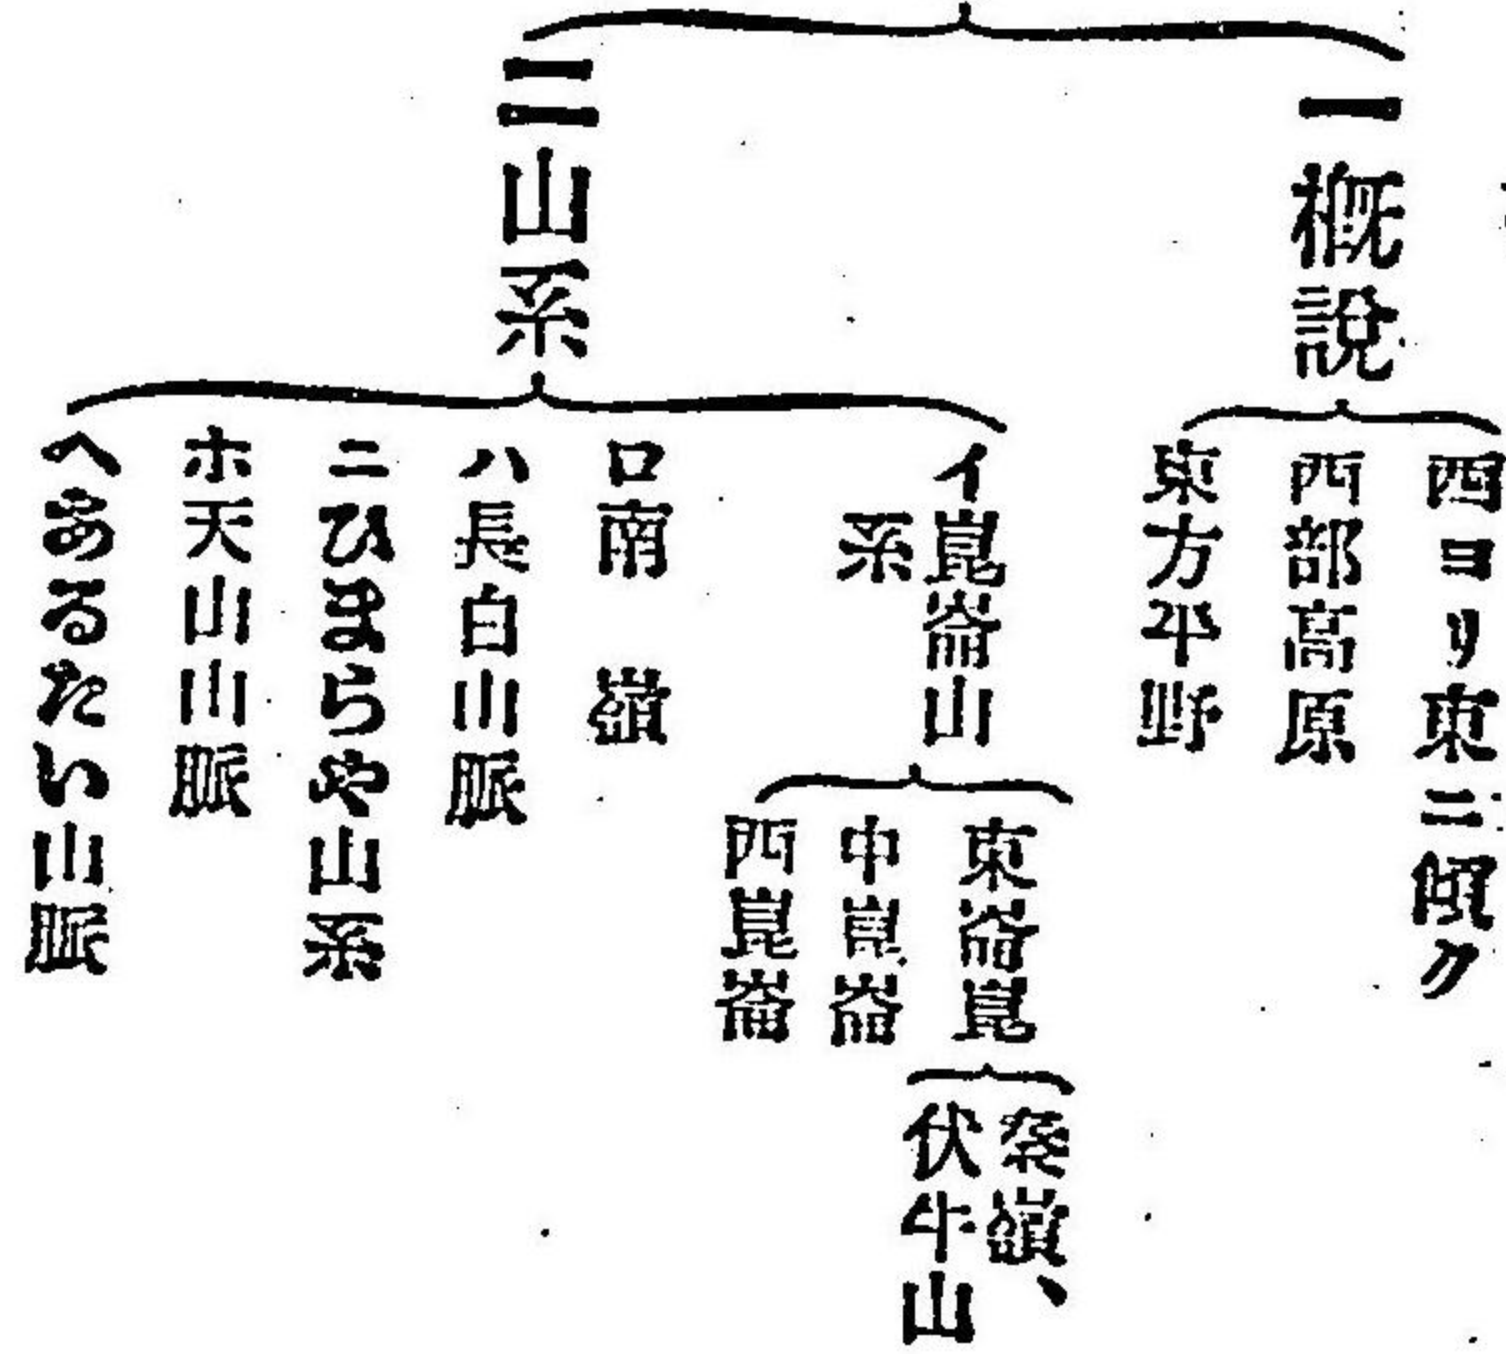 一概説
西ヨリ東ニ傾ク
西部高原
東方平野
二山系
イ崑崙山
系
東崙崑
袞嶺、
伏牛山
中崑崙
西崑崙
ロ南嶺
ハ長白山脈
ニひまらや山系
ホ天山山脈
へあるたい山脈